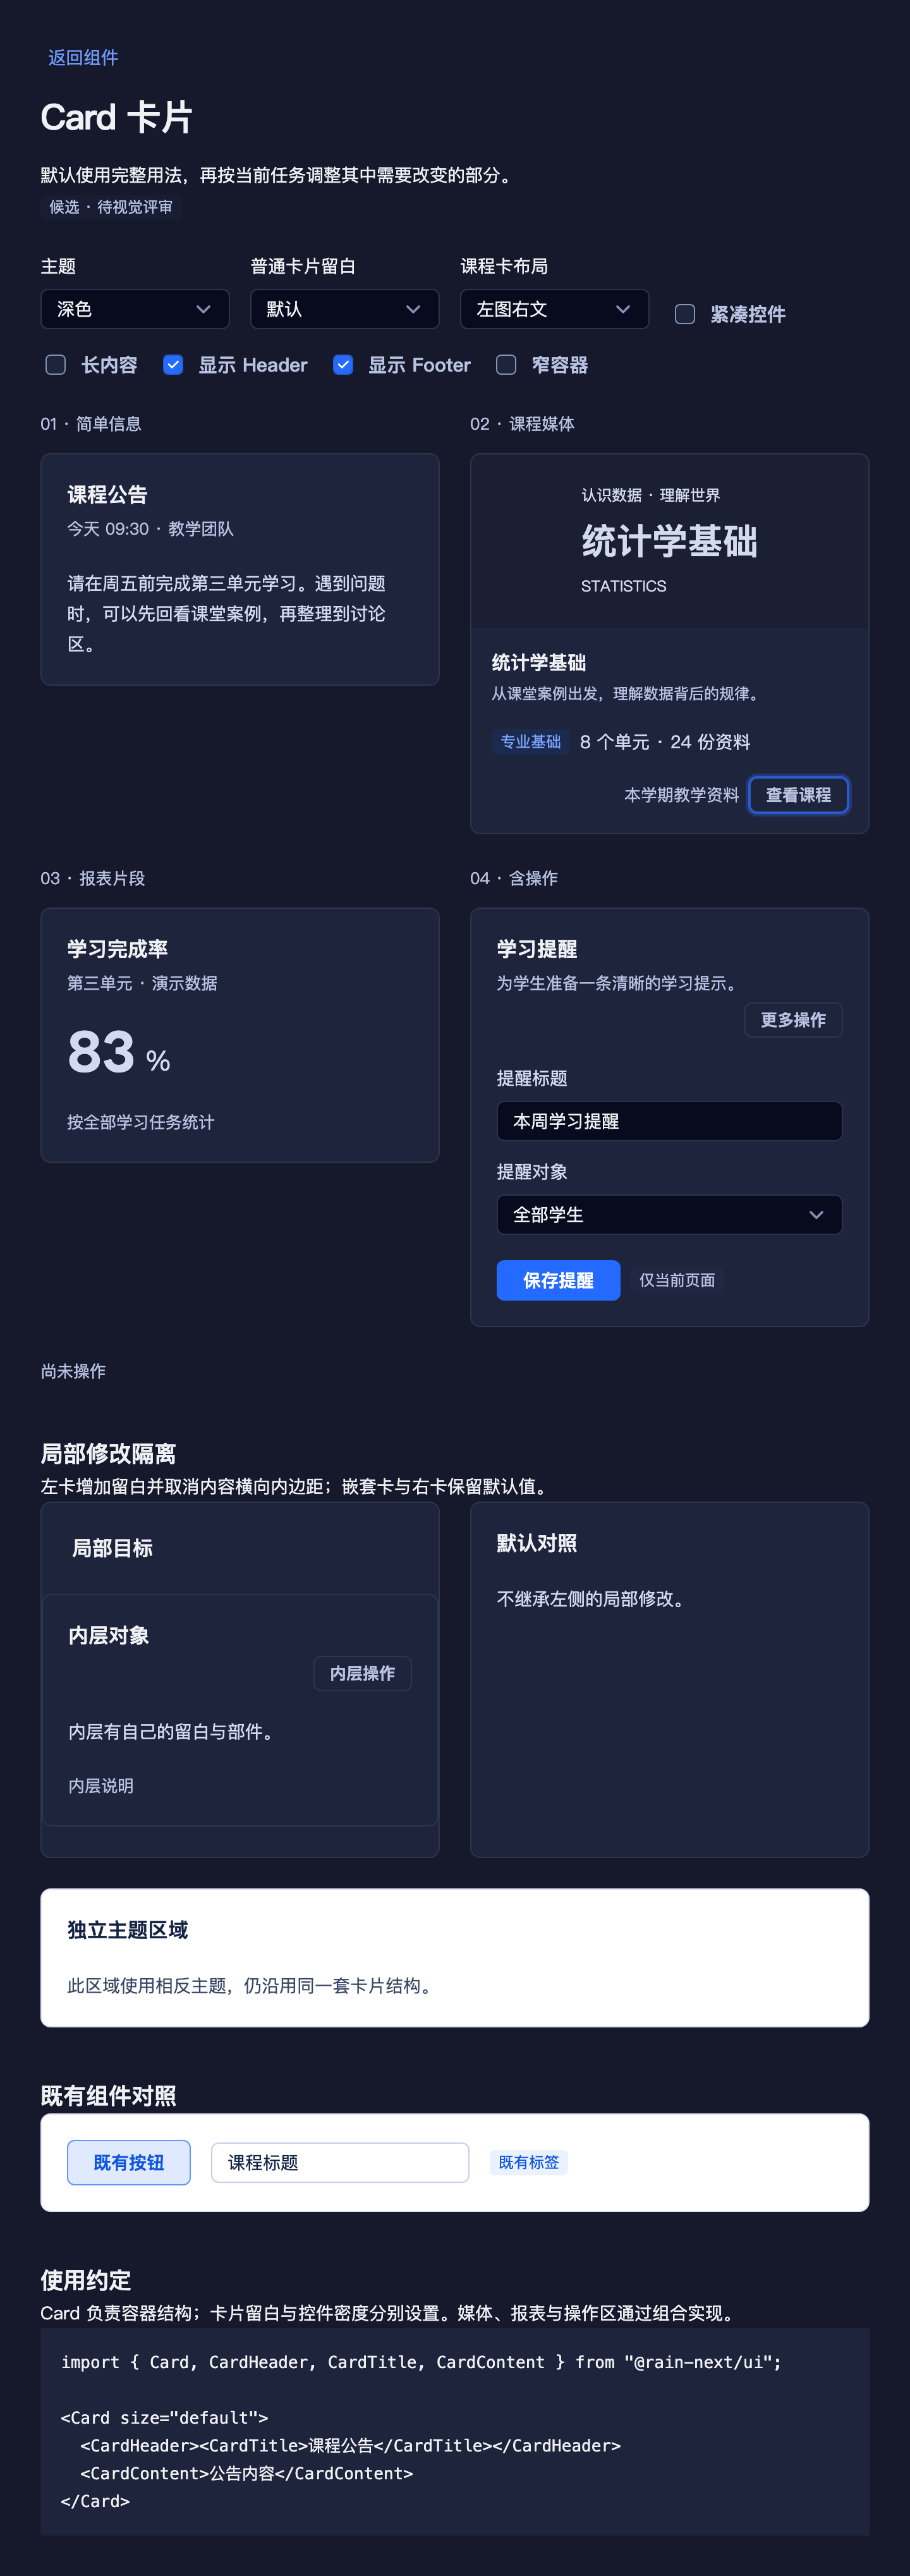 返回组件
Card 卡片
默认使用完整用法，再按当前任务调整其中需要改变的部分。
候选 · 待视觉评审
主题
普通卡片留白
课程卡布局
深色
默认
左图右文
紧凑控件
长内容
显示 Header
显示 Footer
窄容器
01 · 简单信息
课程公告
今天 09:30 · 教学团队
请在周五前完成第三单元学习。遇到问题
时，可以先回看课堂案例，再整理到讨论
区。
02 · 课程媒体
认识数据 · 理解世界
统计学基础
STATISTICS
统计学基础
从课堂案例出发，理解数据背后的规律。
专业基础 8 个单元 · 24 份资料
本学期教学资料 查看课程
03 · 报表片段
学习完成率
第三单元 · 演示数据
83 %
按全部学习任务统计
04 · 含操作
学习提醒
为学生准备一条清晰的学习提示。
更多操作
提醒标题
本周学习提醒
提醒对象
全部学生
保存提醒 仅当前页面
尚未操作
局部修改隔离
左卡增加留白并取消内容横向内边距；嵌套卡与右卡保留默认值。
局部目标
内层对象
内层操作
内层有自己的留白与部件。
内层说明
默认对照
不继承左侧的局部修改。
独立主题区域
此区域使用相反主题，仍沿用同一套卡片结构。
既有组件对照
既有按钮 课程标题 既有标签
使用约定
Card 负责容器结构；卡片留白与控件密度分别设置。媒体、报表与操作区通过组合实现。
import { Card, CardHeader, CardTitle, CardContent } from "@rain-next/ui";
<Card size="default">
  <CardHeader><CardTitle>课程公告</CardTitle></CardHeader>
  <CardContent>公告内容</CardContent>
</Card>